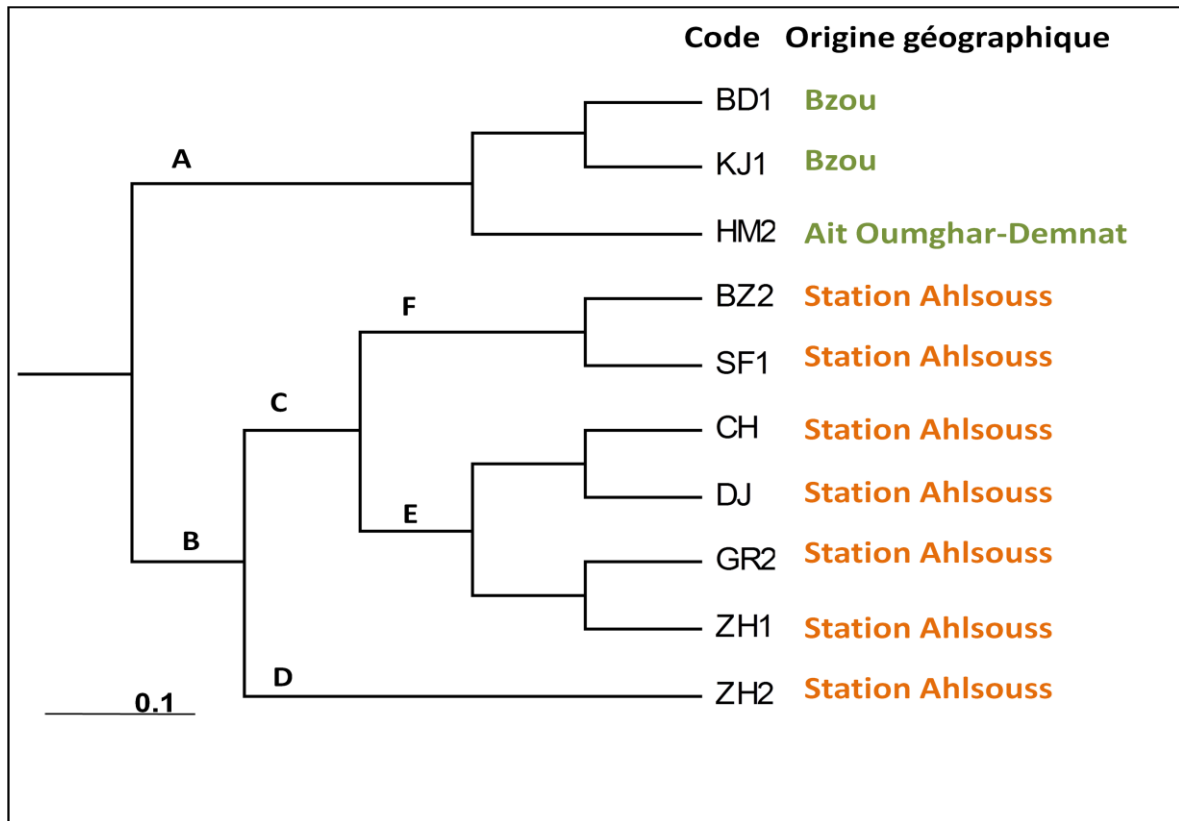 Code Origine géographique
BD1 Bzou
A
KJ1 Bzou
HM2 Ait Oumghar-Demnat
BZ2 Station Ahlsouss
F
SF1 Station Ahlsouss
C
CH Station Ahlsouss
DJ Station Ahlsouss
E
B
GR2 Station Ahlsouss
ZH1 Station Ahlsouss
D
ZH2 Station Ahlsouss
0.1